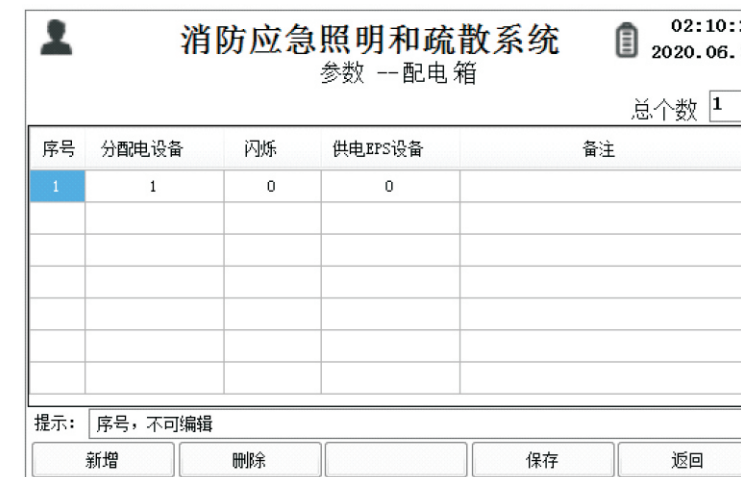 消防应急照明和疏散系统
02:10:
参数 --配电箱
2020.06.
总个数 1
序号 分配电设备 闪烁 供电EPS设备 备注
1 1 0 0
提示： 序号，不可编辑
新增 删除 保存 返回